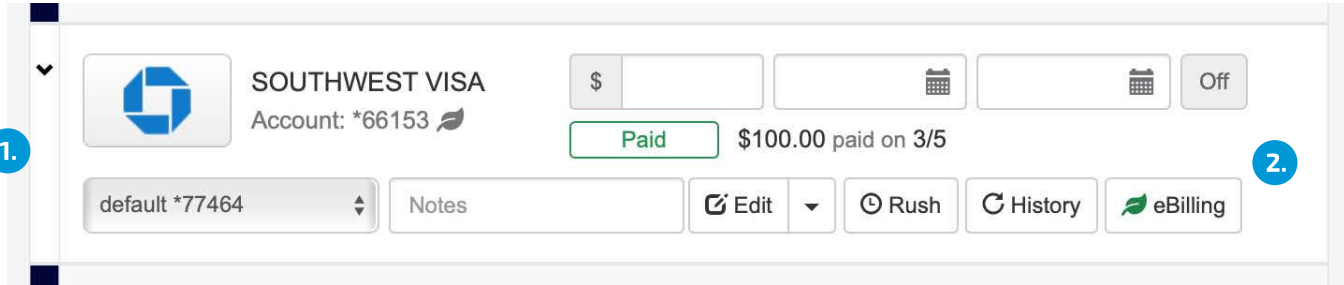 SOUTHWEST VISA
$
Off
Account: *66153
Paid
$100.00 paid on 3/5
1.
2.
default *77464
Notes
Edit
Rush
History
eBilling